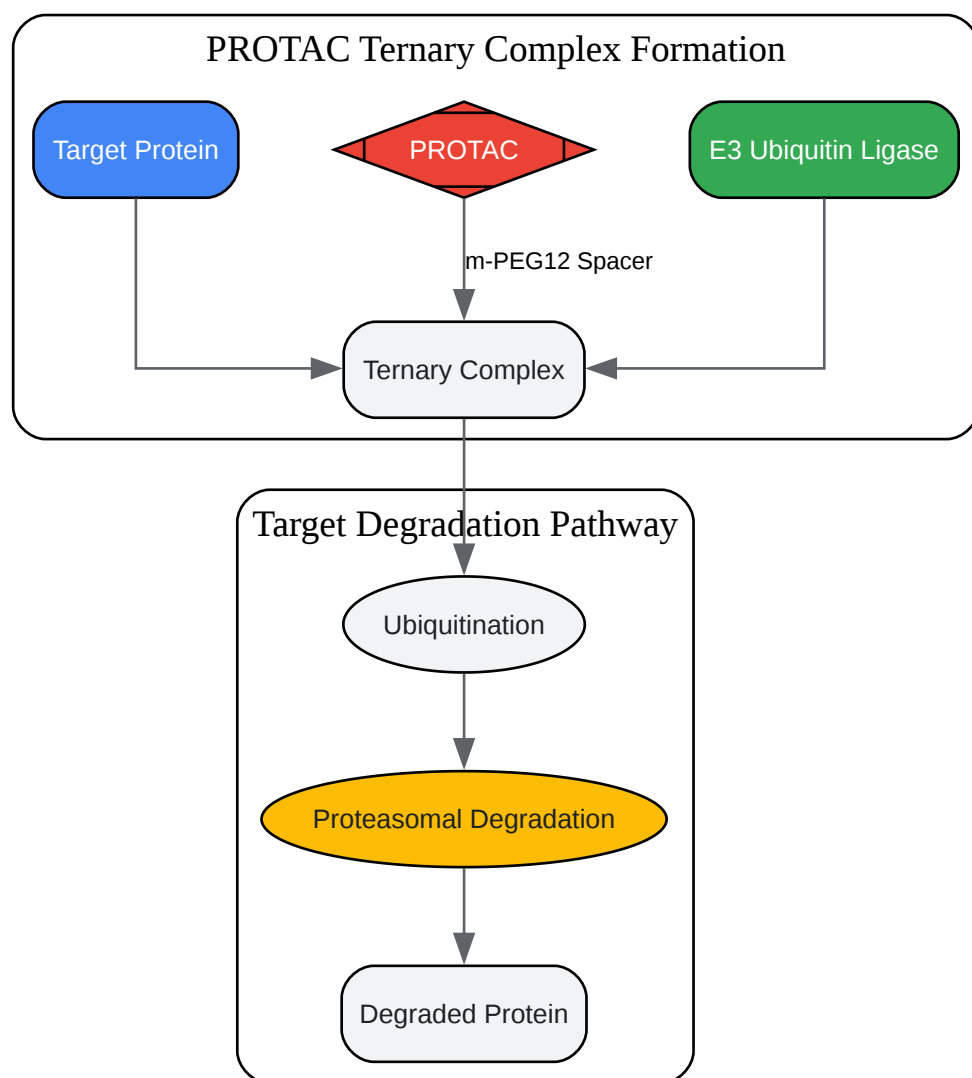 PROTAC Ternary Complex Formation
Target Protein
PROTAC
E3 Ubiquitin Ligase
m-PEG12 Spacer
Ternary Complex
Target Degradation Pathway
Ubiquitination
Proteasomal Degradation
Degraded Protein